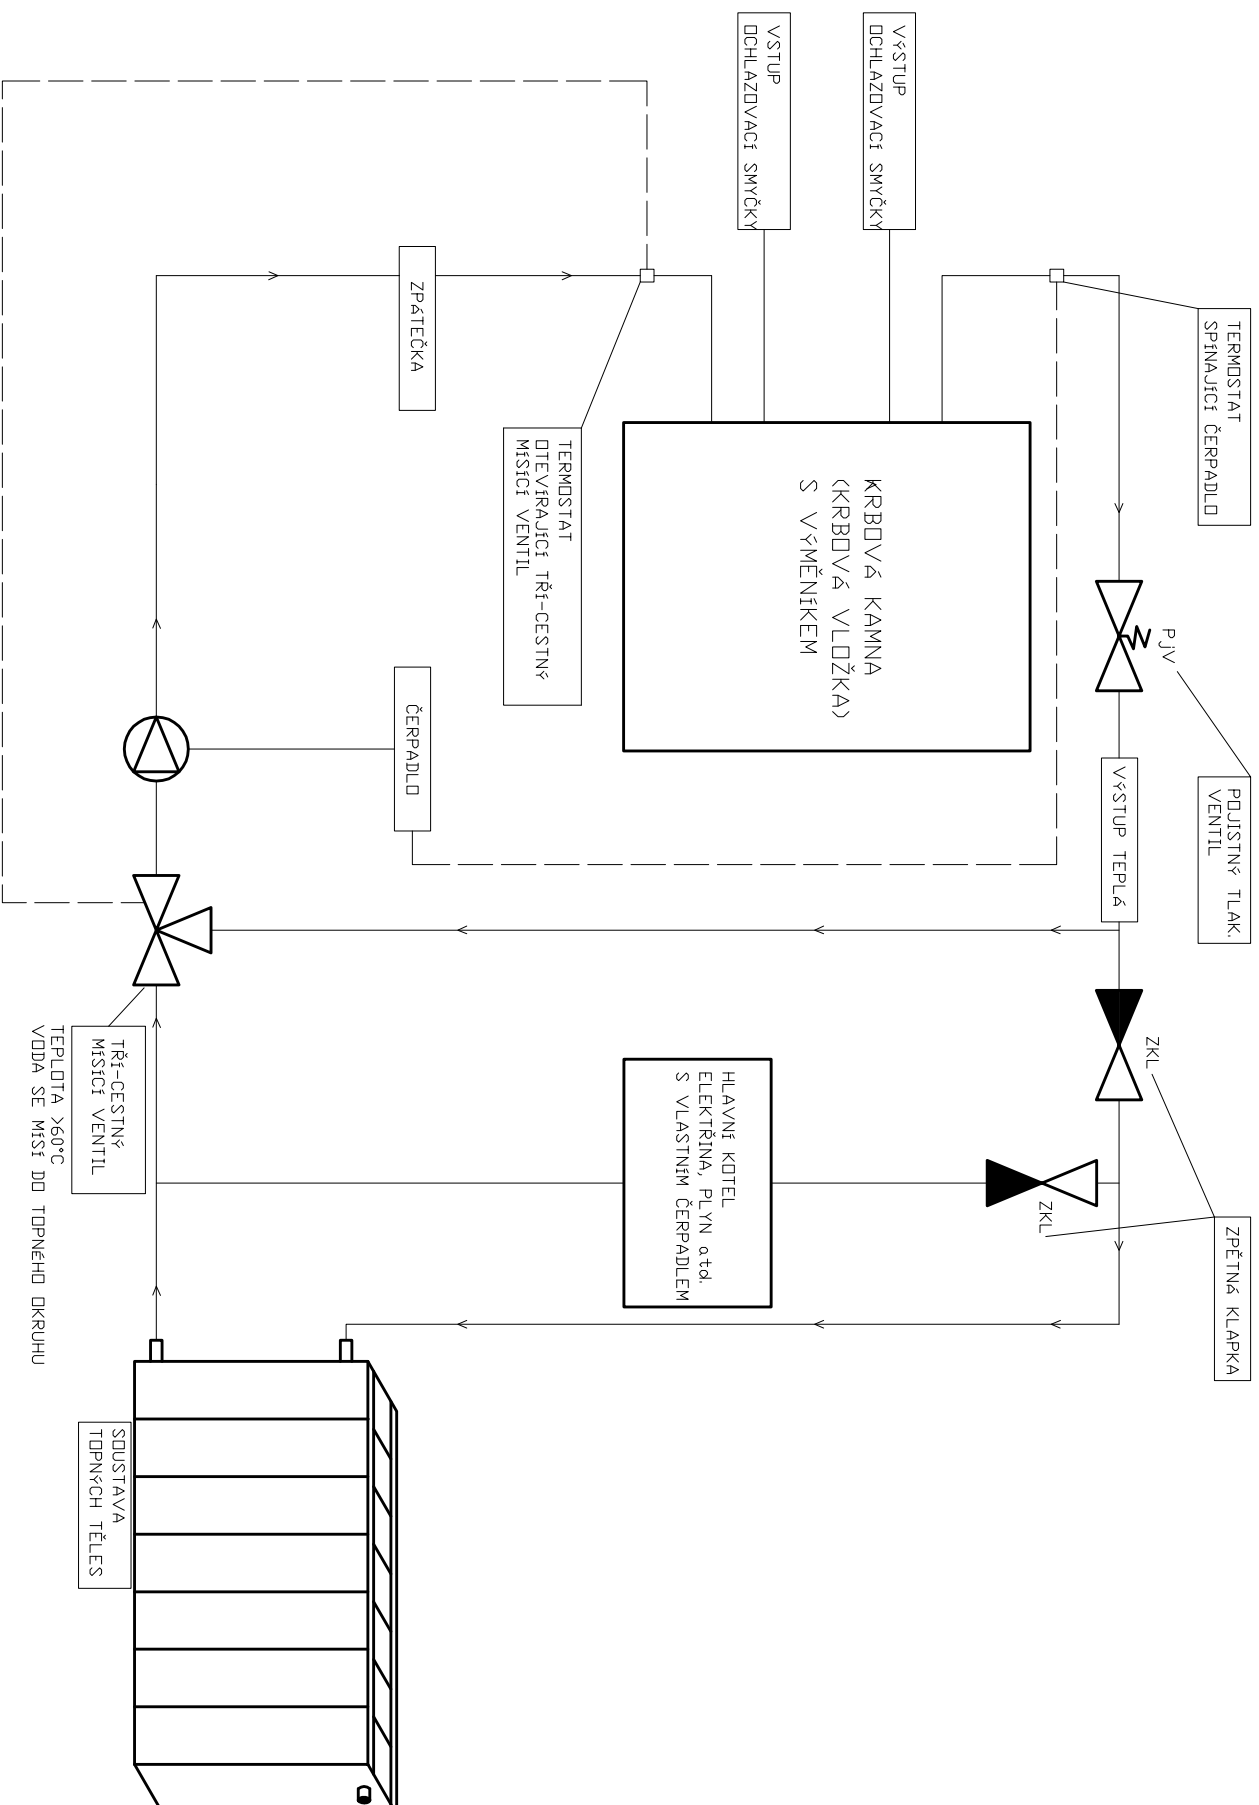 TERMOSTAT
SPÍNAJÍCÍ ČERPADLO
PjV
POJISTNÝ TLAK.
VENTIL
VÝSTUP TEPLÁ
ZKL
ZPĚTNÁ KLAPKA
ZKL
VÝSTUP
OCHLAZOVACÍ SMYČKY
VSTUP
OCHLAZOVACÍ SMYČKY
KRBOVÁ KAMNA
(KRBOVÁ VLOŽKA)
S VÝMĚNÍKEM
HLAVNÍ KOTEL
ELEKTŘINA, PLYN atd.
S VLASTNÍM ČERPADLEM
TERMOSTAT
OTEVÍRAJÍCÍ TŘÍ-CESTNÝ
MÍSÍCÍ VENTIL
ZPÁTEČKA
ČERPADLO
TŘÍ-CESTNÝ
MÍSÍCÍ VENTIL
TEPLOTA >60°C
VODA SE MÍSÍ DO TOPNÉHO OKRUHU
SOUSTAVA
TOPNÝCH TĚLES